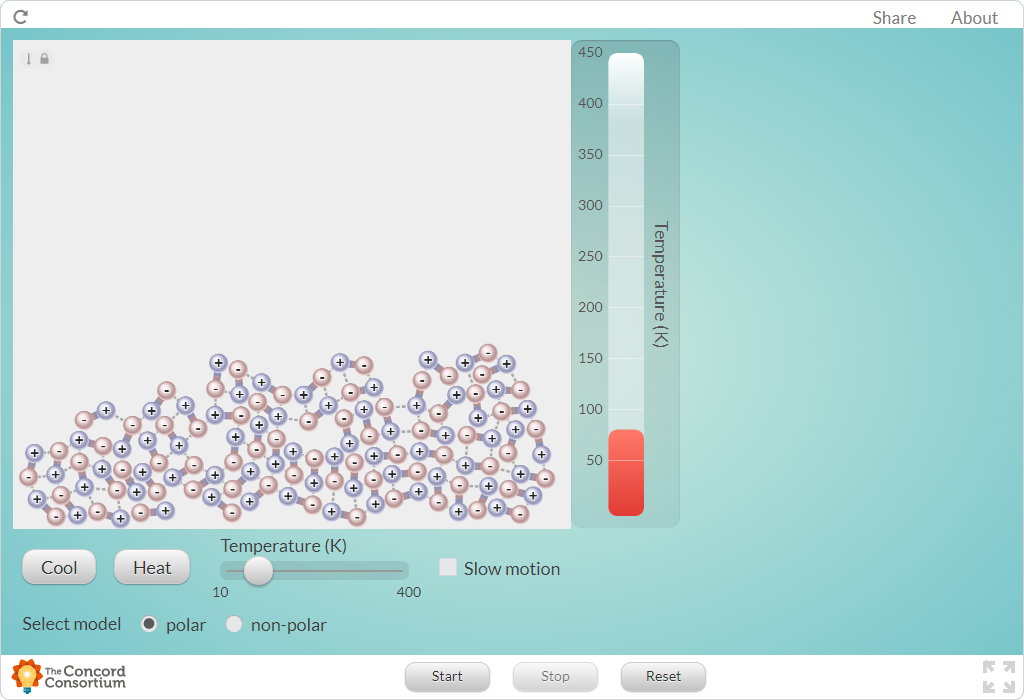 Share About
450
400
350
300
250
200
150
100
50
Temperature (K)
Temperature (K)
Cool Heat
Slow motion
10 400
Select model polar non-polar
The Concord
Consortium
Start Stop Reset